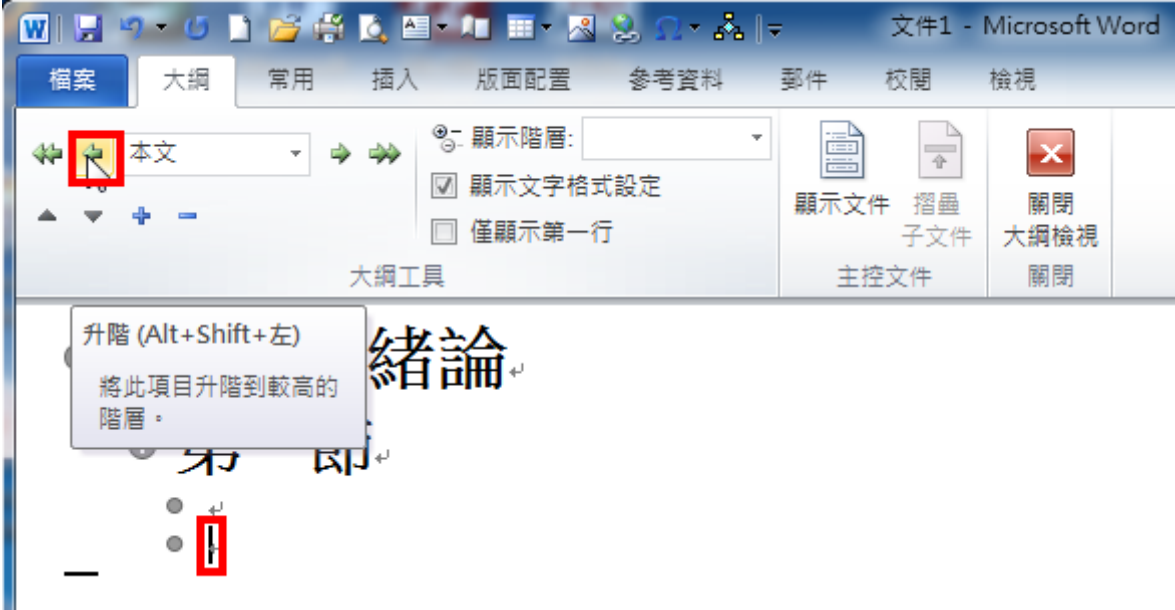 文件1 - Microsoft Word
檔案 大綱 常用 插入 版面配置 參考資料 郵件 校閱 檢視
本文
顯示階層:
顯示文字格式設定
僅顯示第一行
大綱工具
顯示文件
摺疊
子文件
主控文件
關閉
大綱檢視
關閉
升階 (Alt+Shift+左)
將此項目升階到較高的
階層。
緒論
第 節